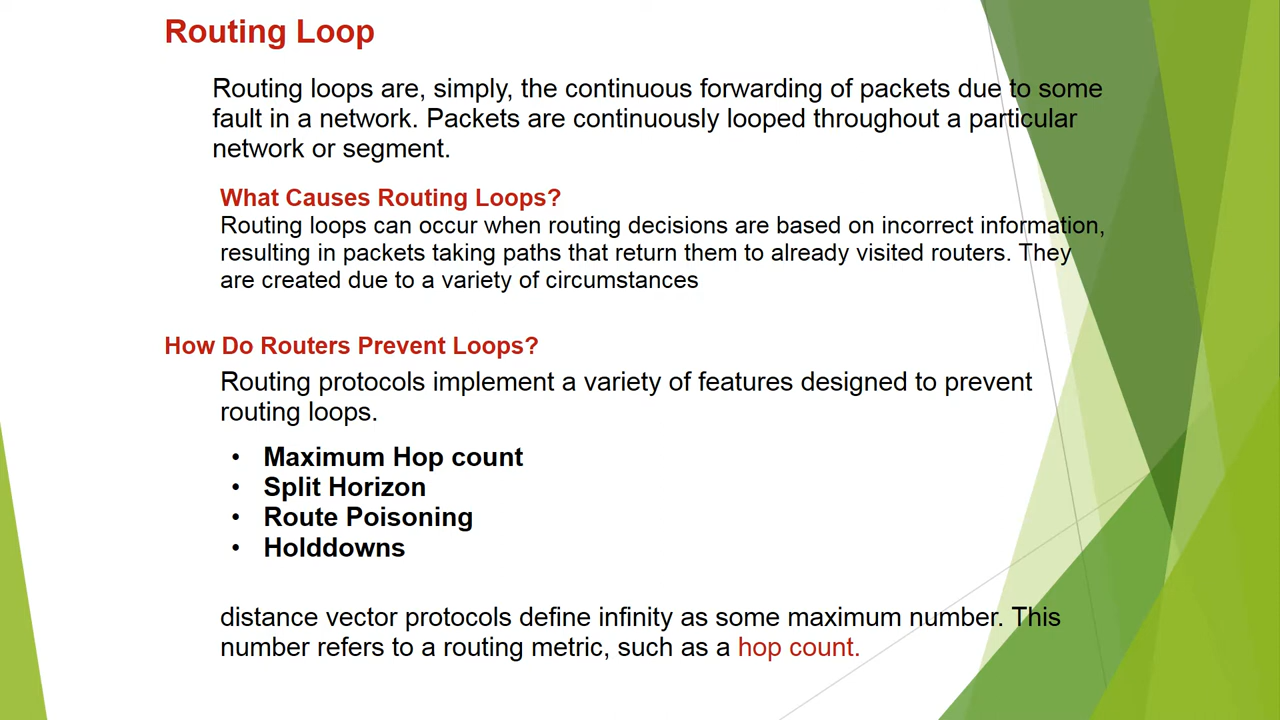 Routing Loop
Routing loops are, simply, the continuous forwarding of packets due to some
fault in a network. Packets are continuously looped throughout a particular
network or segment.
What Causes Routing Loops?
Routing loops can occur when routing decisions are based on incorrect information,
resulting in packets taking paths that return them to already visited routers. They
are created due to a variety of circumstances
How Do Routers Prevent Loops?
Routing protocols implement a variety of features designed to prevent
routing loops.
• Maximum Hop count
• Split Horizon
• Route Poisoning
• Holddowns
distance vector protocols define infinity as some maximum number. This
number refers to a routing metric, such as a hop count.